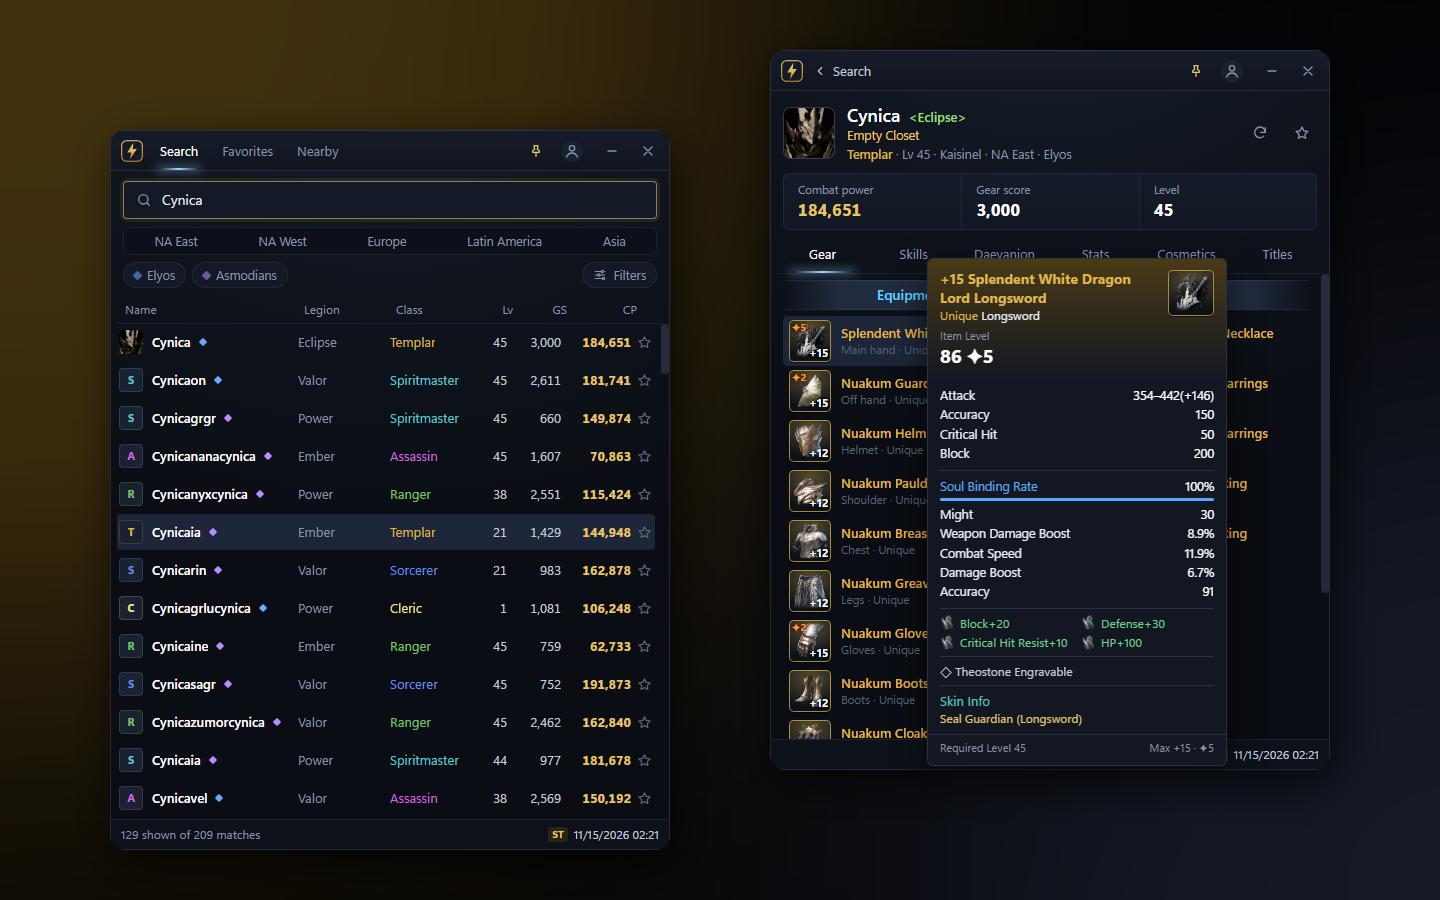 Search Favorites Nearby
Cynica
NA East NA West Europe Latin America Asia
Elyos Asmodians Filters
Name Legion Class Lv GS CP
Cynica Eclipse Templar 45 3,000 184,651
S Cynicaon Valor Spiritmaster 45 2,611 181,741
S Cynicagrgr Power Spiritmaster 45 660 149,874
A Cynicananacynica Ember Assassin 45 1,607 70,863
R Cynicanyxcynica Power Ranger 38 2,551 115,424
T Cynicaia Ember Templar 21 1,429 144,948
S Cynicarin Valor Sorcerer 21 983 162,878
C Cynicagrlucynica Power Cleric 1 1,081 106,248
R Cynicaine Ember Ranger 45 759 62,733
S Cynicasagr Valor Sorcerer 45 752 191,873
R Cynicazumorcynica Valor Ranger 45 2,462 162,840
S Cynicaia Power Spiritmaster 44 977 181,678
A Cynicavel Valor Assassin 38 2,569 150,192
129 shown of 209 matches ST 11/15/2026 02:21
Search
Cynica <Eclipse>
Empty Closet
Templar · Lv 45 · Kaisinel · NA East · Elyos
Combat power Gear score Level
184,651 3,000 45
Gear Skills Daevanion Stats Cosmetics Titles
Equipm
✦5 +15 Splendent Whi
Main hand · Uniq
✦2 +15 Nuakum Guard
Off hand · Unique
+12 Nuakum Helm
Helmet · Unique
+12 Nuakum Pauld
Shoulder · Unique
+12 Nuakum Breas
Chest · Unique
+12 Nuakum Greav
Legs · Unique
✦2 +15 Nuakum Glove
Gloves · Unique
+12 Nuakum Boots
Boots · Unique
Nuakum Cloak
Necklace
arrings
arrings
ing
ing
+15 Splendent White Dragon
Lord Longsword
Unique Longsword
Item Level
86 ✦5
Attack 354–442(+146)
Accuracy 150
Critical Hit 50
Block 200
Soul Binding Rate 100%
Might 30
Weapon Damage Boost 8.9%
Combat Speed 11.9%
Damage Boost 6.7%
Accuracy 91
Block+20 Defense+30
Critical Hit Resist+10 HP+100
Theostone Engravable
Skin Info
Seal Guardian (Longsword)
Required Level 45 Max +15 · ✦5
11/15/2026 02:21